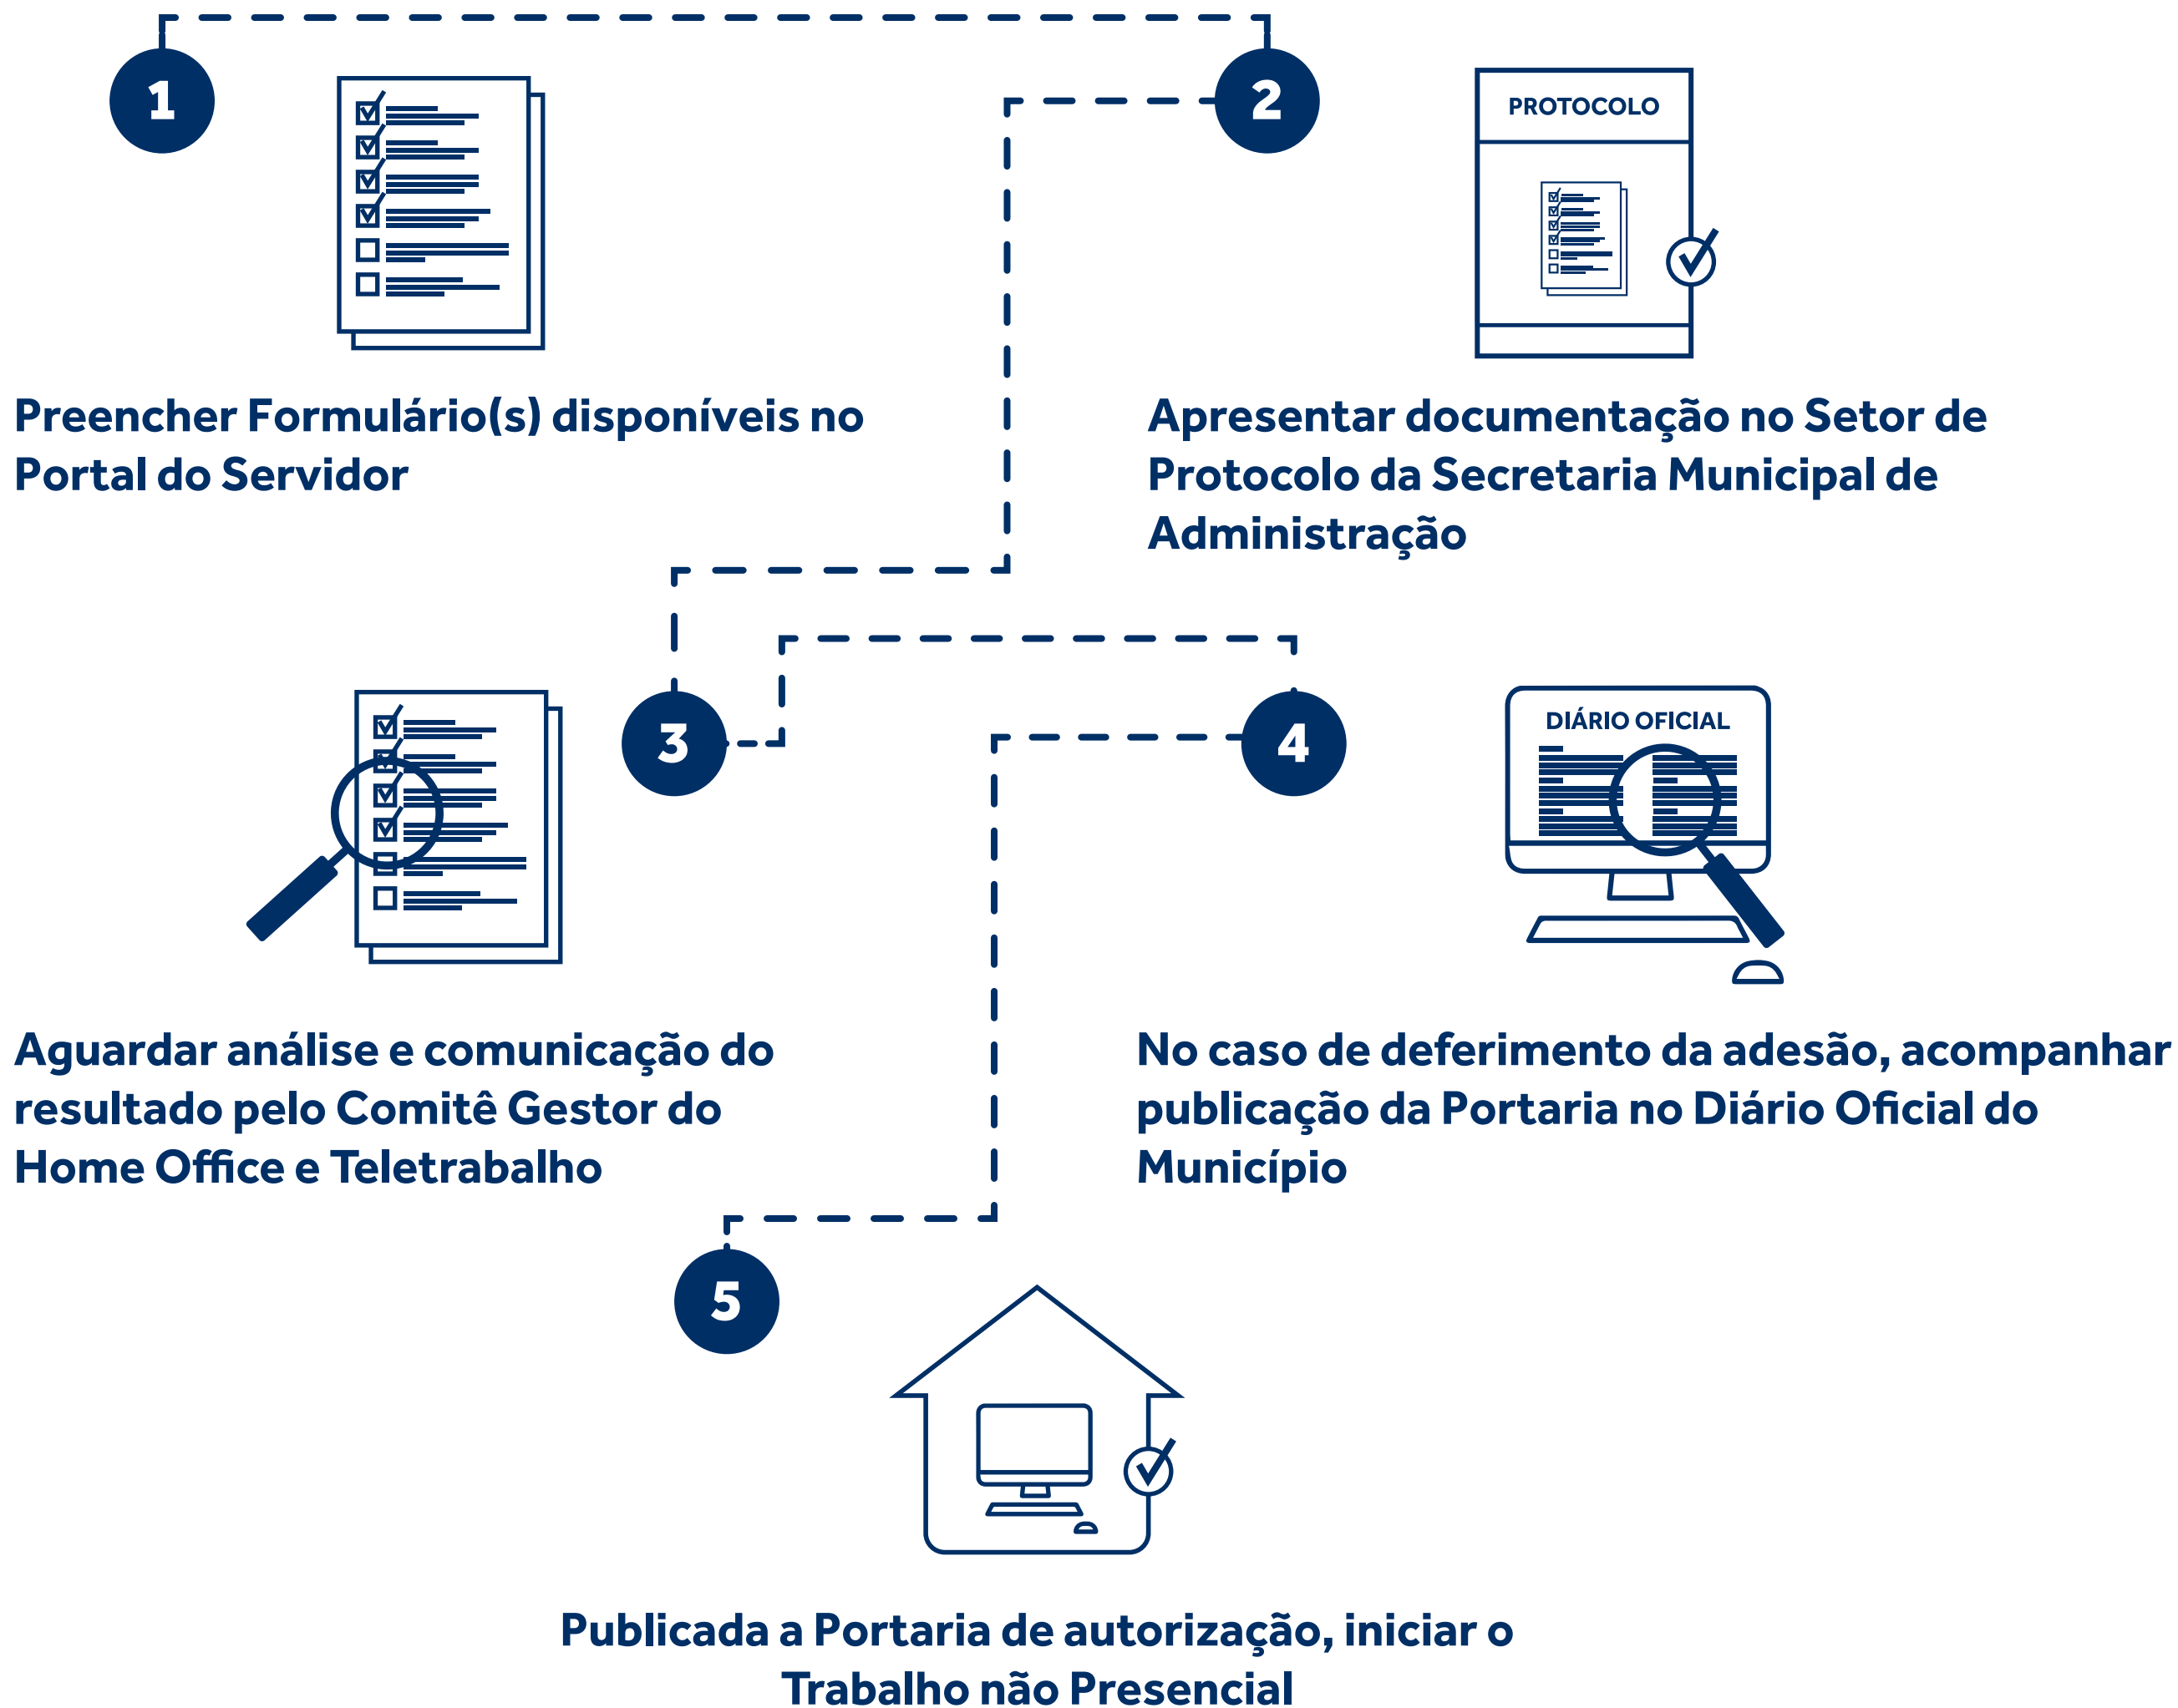 1
Preencher Formulário(s) disponíveis no
Portal do Servidor
2
PROTOCOLO
Apresentar documentação no Setor de
Protocolo da Secretaria Municipal de
Administração
3
Aguardar análise e comunicação do
resultado pelo Comitê Gestor do
Home Office e Teletrabalho
4
DIÁRIO OFICIAL
No caso de deferimento da adesão, acompanhar
publicação da Portaria no Diário Oficial do
Município
5
Publicada a Portaria de autorização, iniciar o
Trabalho não Presencial